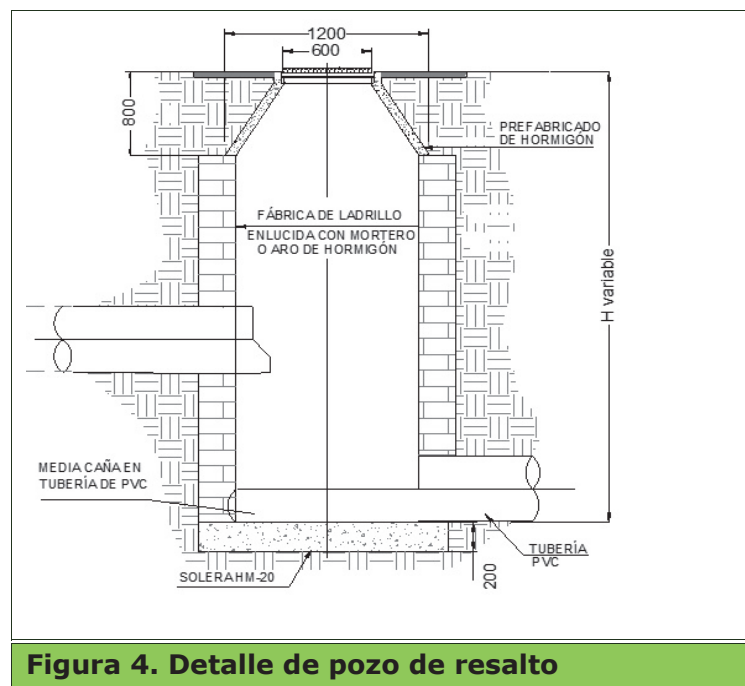 1200
600
800
PREFABRICADO
DE HORMIGÓN
FÁBRICA DE LADRILLO
ENLUCIDA CON MORTERO
O ARO DE HORMIGÓN
H variable
MEDIA CAÑA EN
TUBERÍA DE PVC
SOLERA HM-20
200
TUBERÍA
PVC
Figura 4. Detalle de pozo de resalto